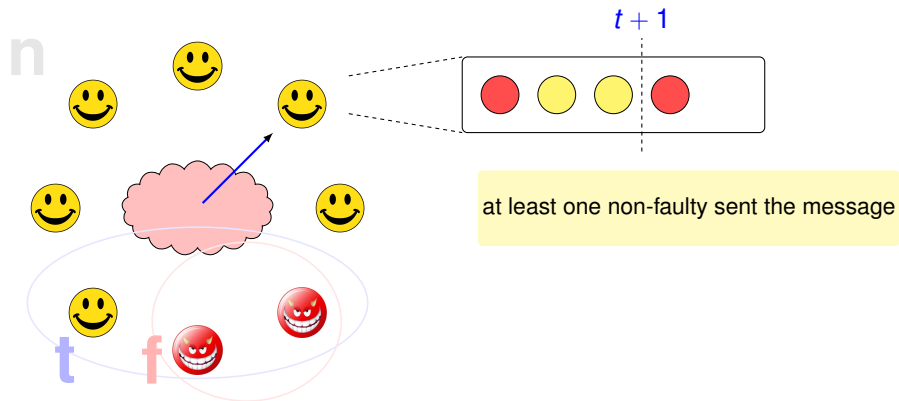 t + 1
n
at least one non-faulty sent the message
t f